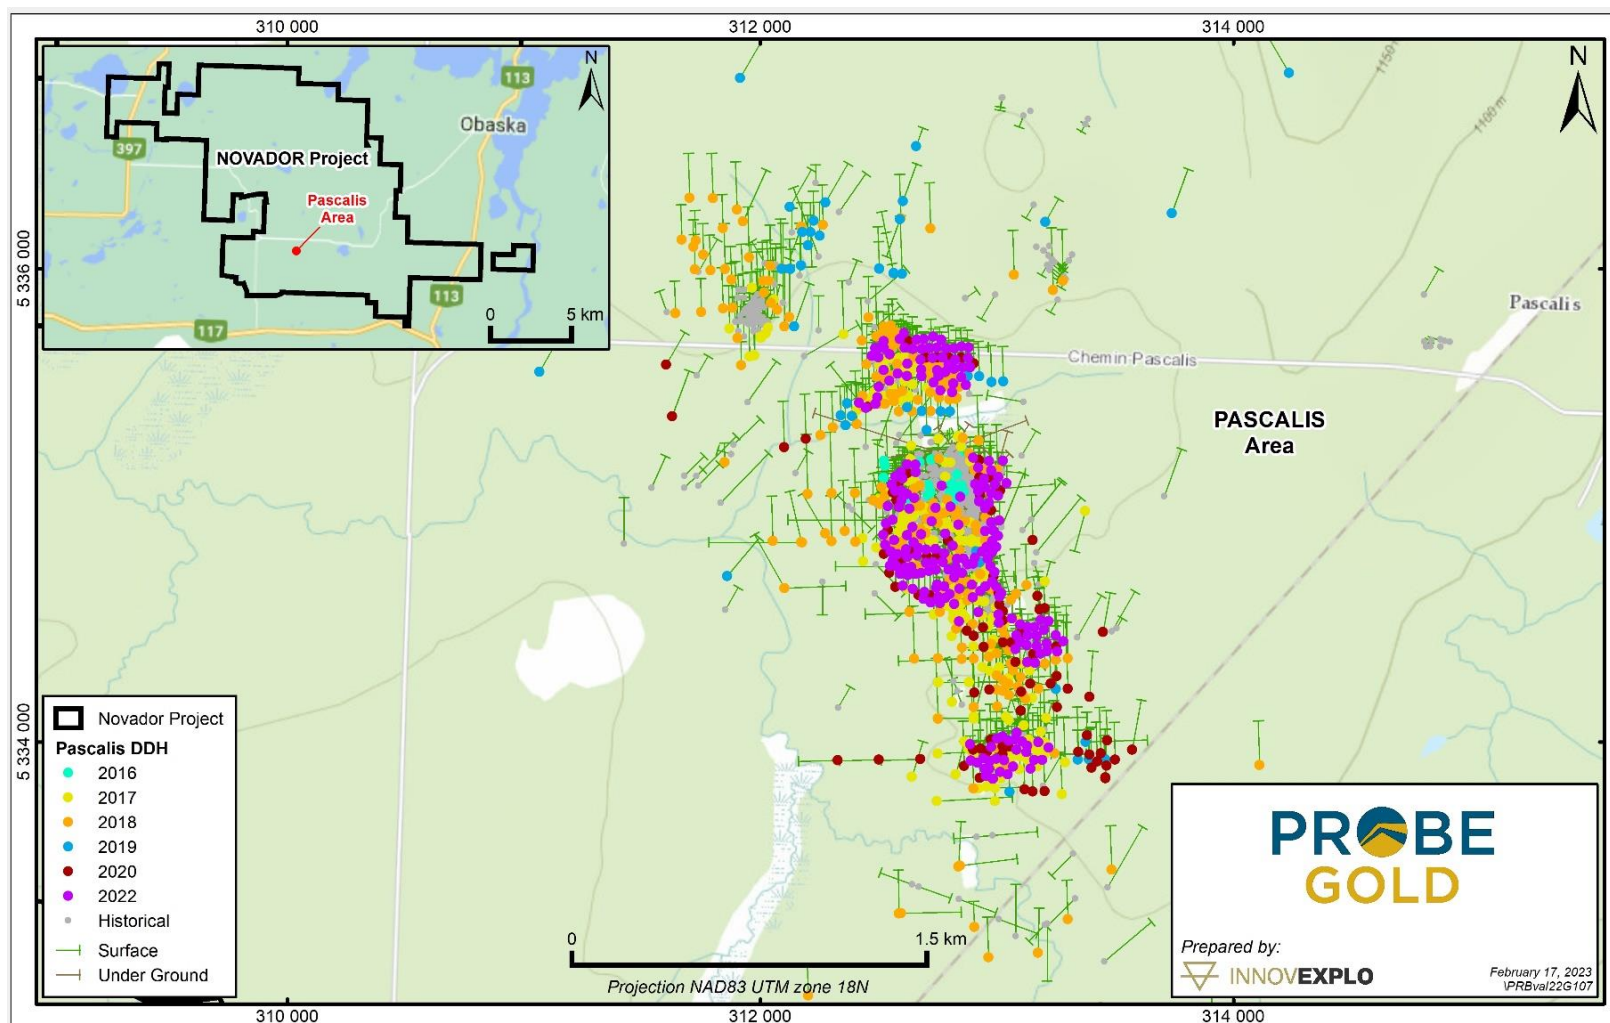 310 000
312 000
314 000
N
113
Obaska
397
NOVADOR Project
Pascalis
Area
113
117
0
5 km
N
1150
1100 m
5 336 000
Pascalis
Chemin Pascalis
PASCALIS
Area
5 334 000
Novador Project
Pascalis DDH
2016
2017
2018
2019
2020
2022
Historical
Surface
Under Ground
0
1.5 km
Projection NAD83 UTM zone 18N
PROBE
GOLD
Prepared by:
INNOVEXPLO
February 17, 2023
\PRBval22G107
310 000
312 000
314 000